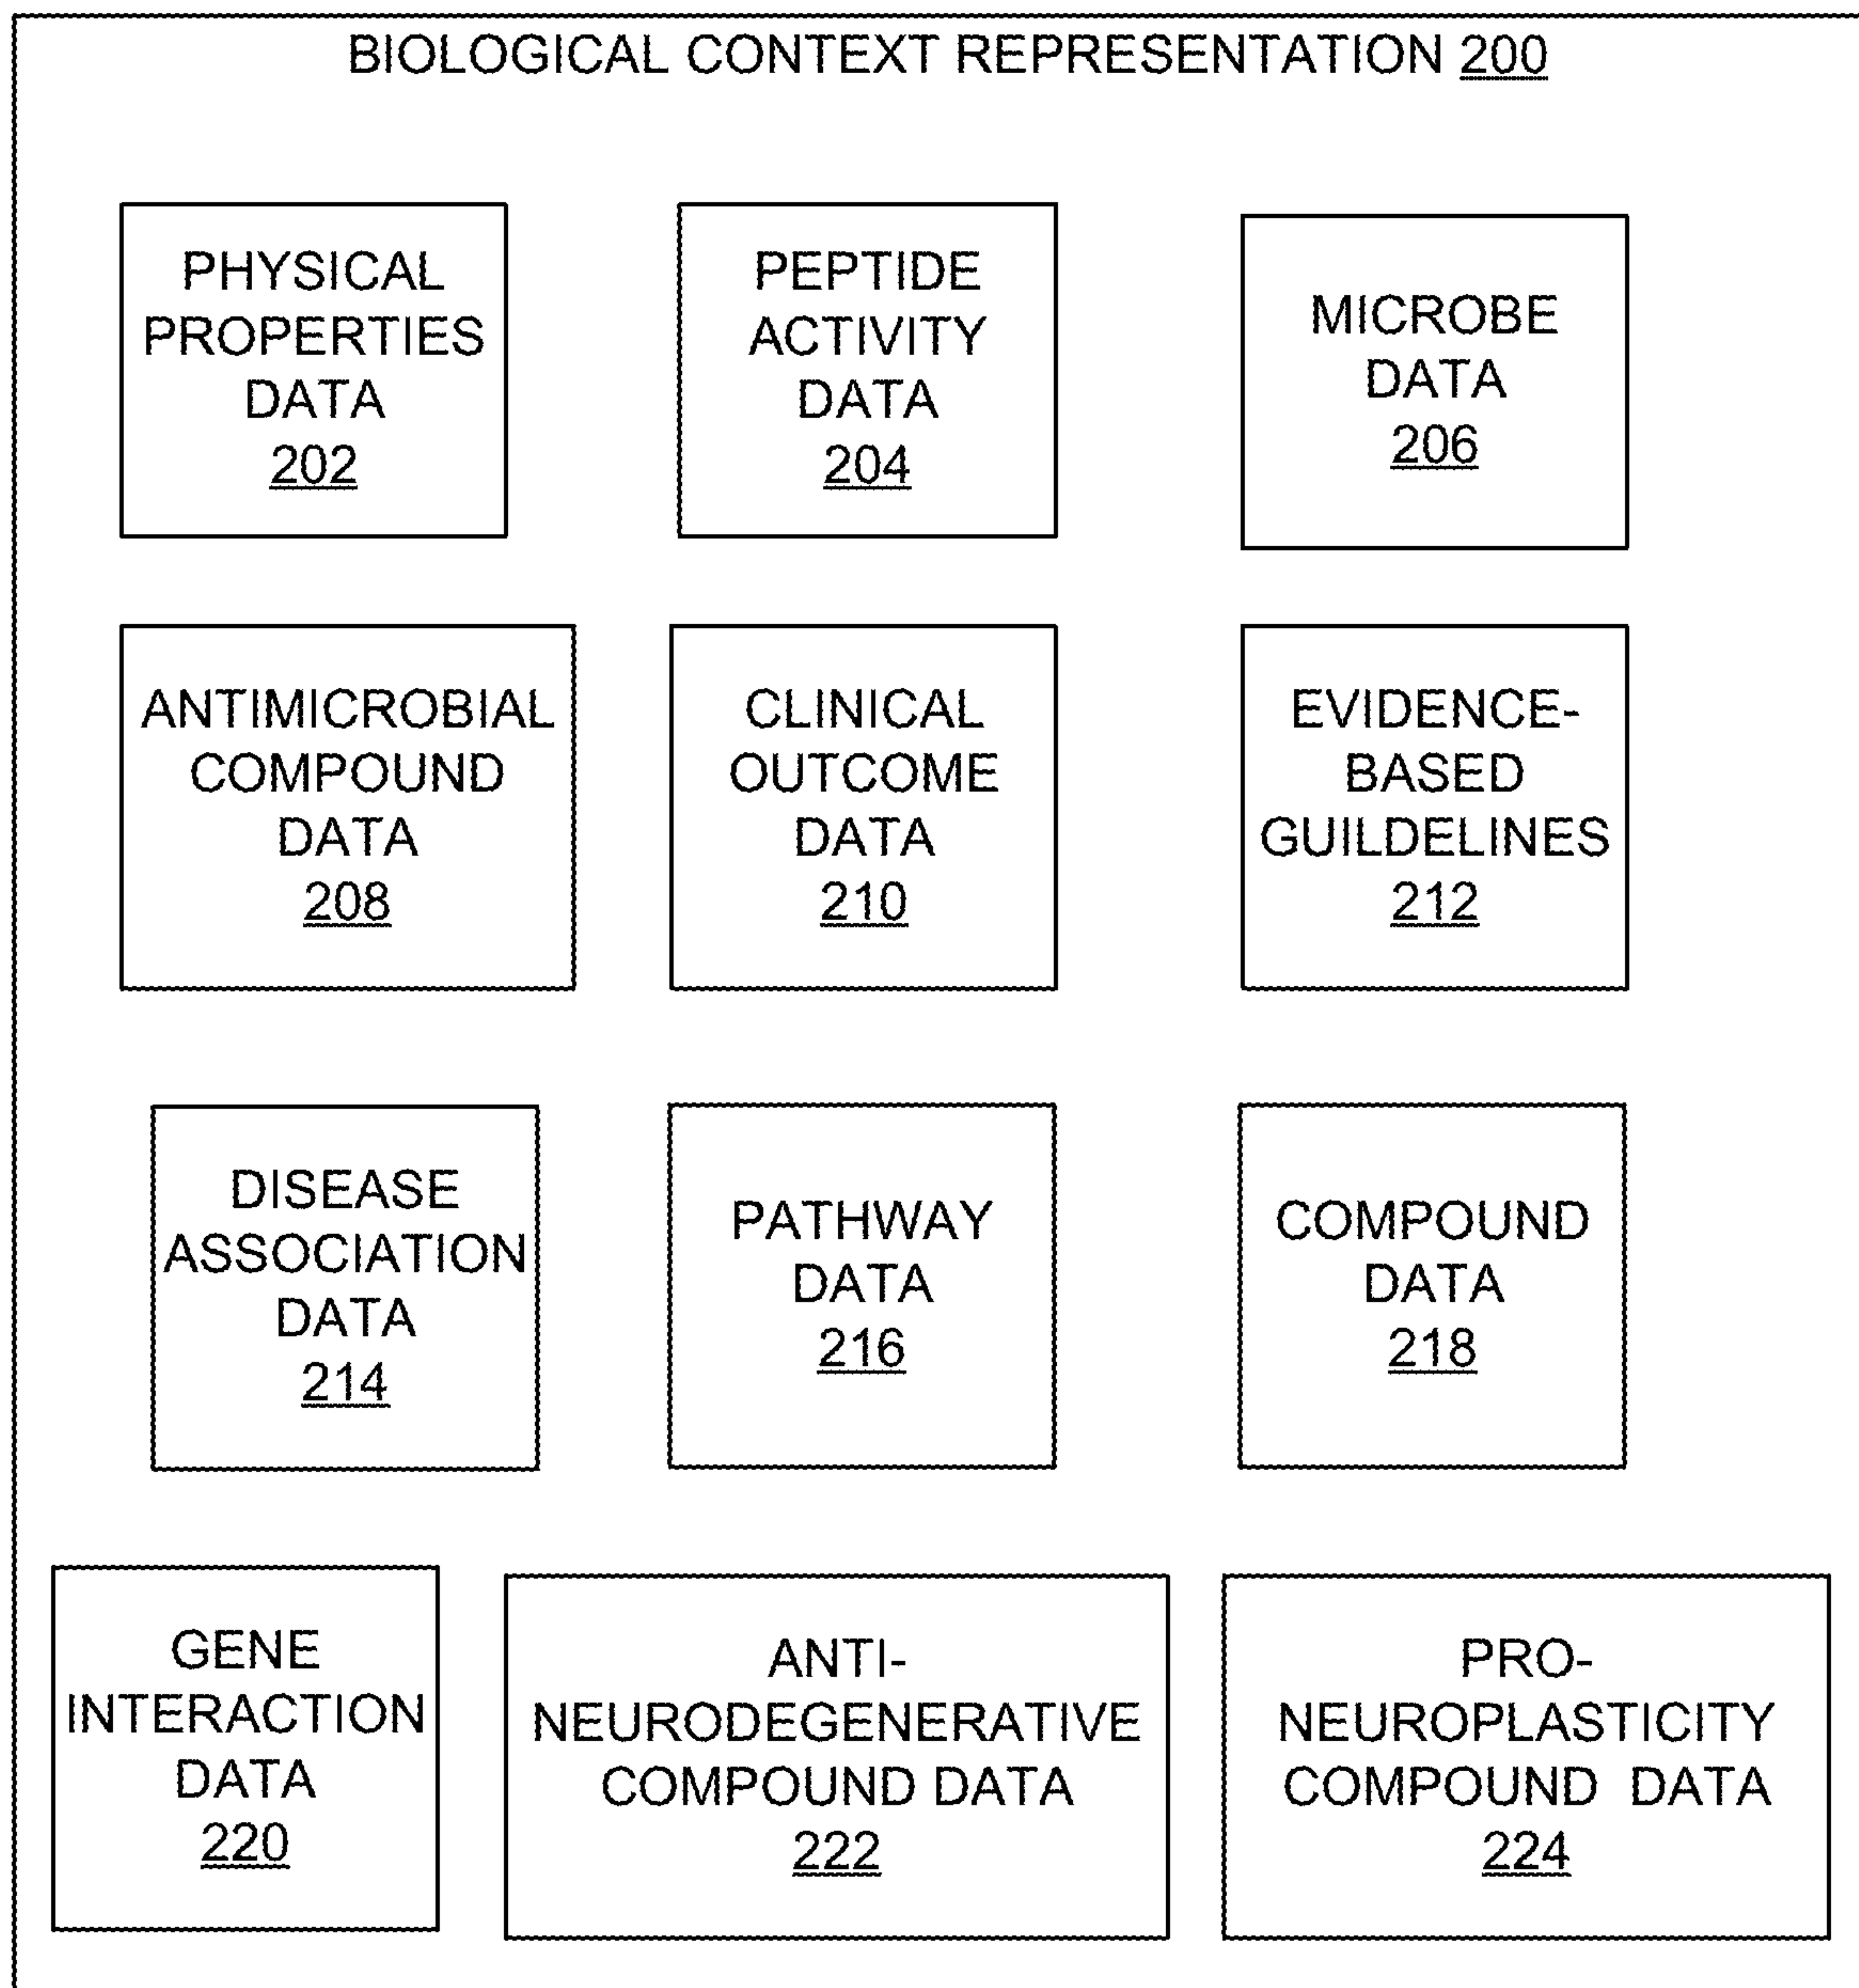 BIOLOGICAL CONTEXT REPRESENTATION 200
PHYSICAL
PROPERTIES
DATA
202
PEPTIDE
ACTIVITY
DATA
204
MICROBE
DATA
206
ANTIMICROBIAL
COMPOUND
DATA
208
CLINICAL
OUTCOME
DATA
210
EVIDENCE-
BASED
GUILDELINES
212
DISEASE
ASSOCIATION
DATA
214
PATHWAY
DATA
216
COMPOUND
DATA
218
GENE
INTERACTION
DATA
220
ANTI-
NEURODEGENERATIVE
COMPOUND DATA
222
PRO-
NEUROPLASTICITY
COMPOUND DATA
224